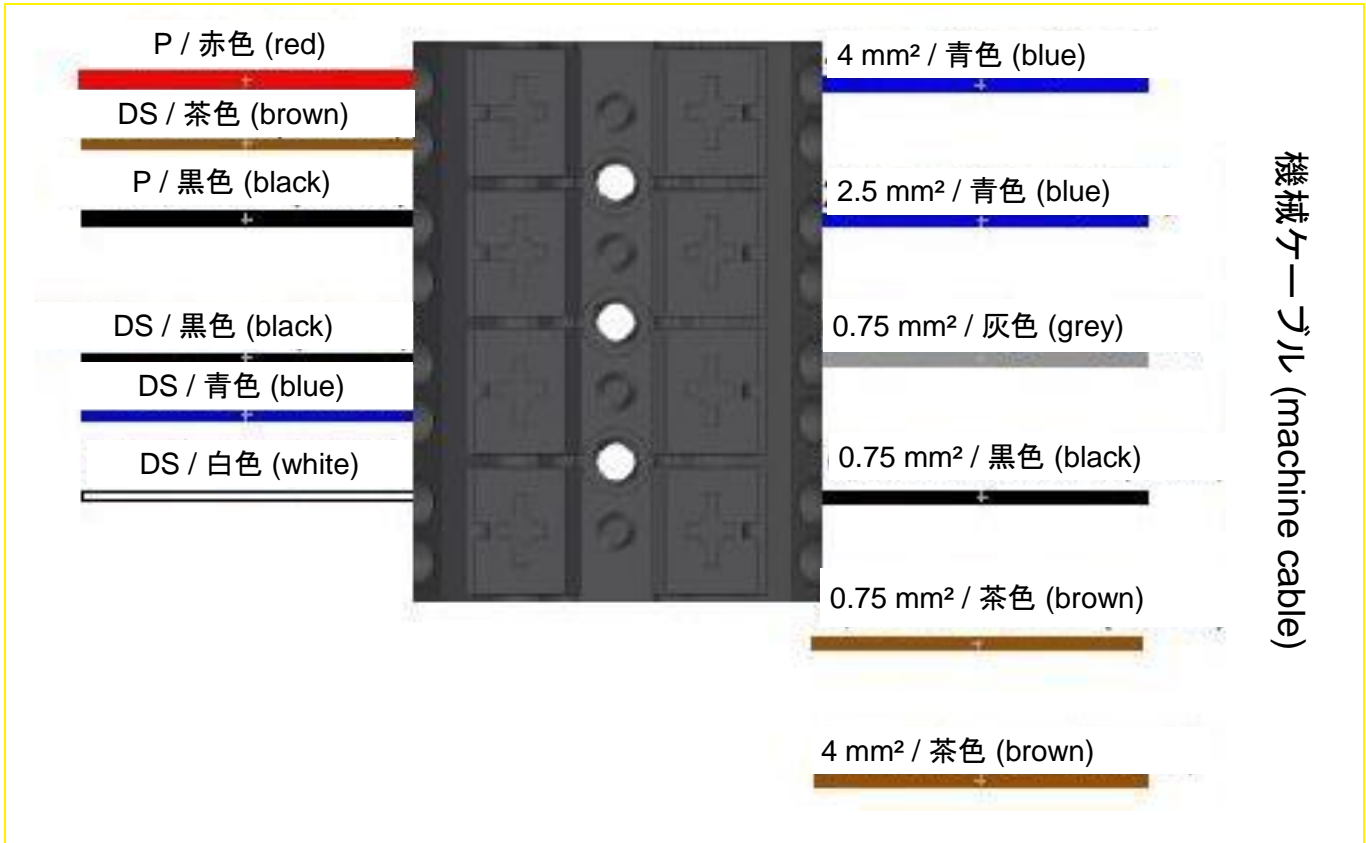 P / 赤色 (red)
DS / 茶色 (brown)
P / 黒色 (black)
DS / 黒色 (black)
DS / 青色 (blue)
DS / 白色 (white)
4 mm² / 青色 (blue)
2.5 mm² / 青色 (blue)
0.75 mm² / 灰色 (grey)
0.75 mm² / 黒色 (black)
0.75 mm² / 茶色 (brown)
4 mm² / 茶色 (brown)
機械ケーブル (machine cable)